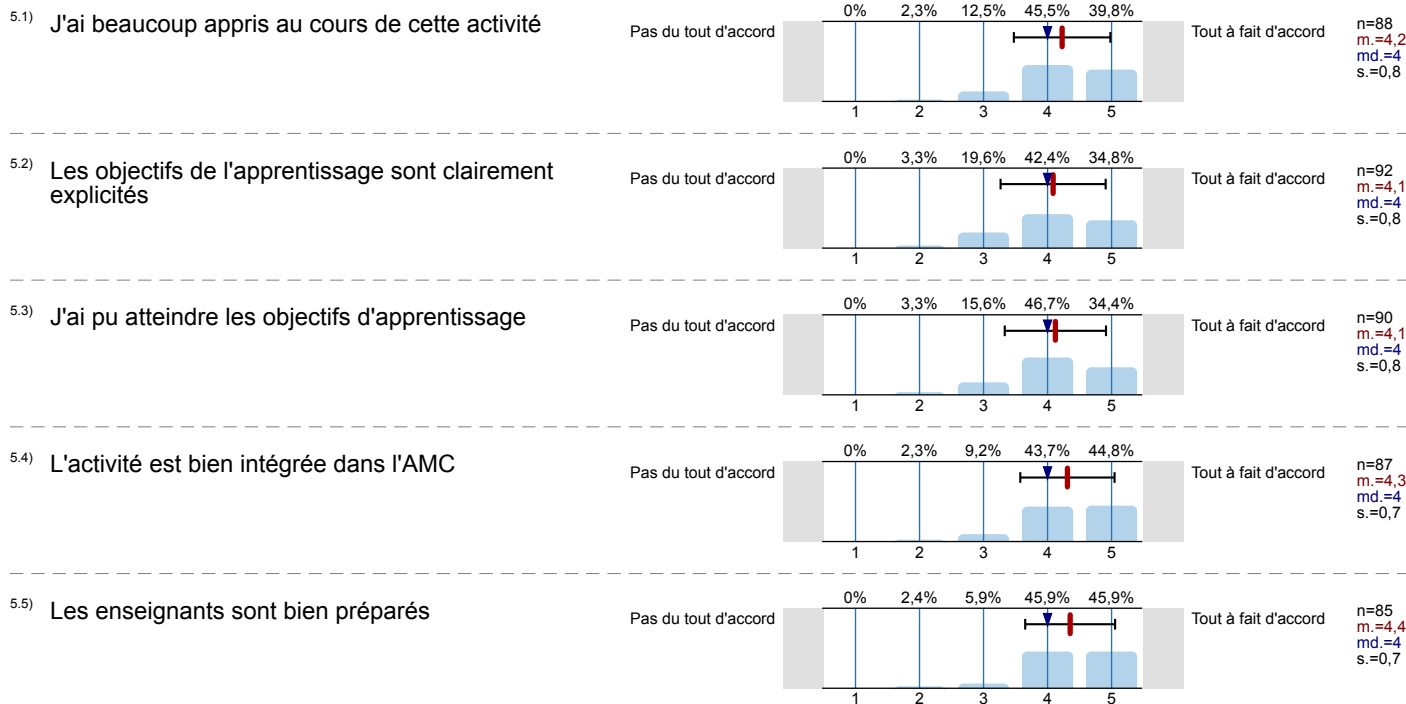 5.1) J'ai beaucoup appris au cours de cette activité
Pas du tout d'accord
0% 2,3% 12,5% 45,5% 39,8%
1 2 3 4 5
Tout à fait d'accord
n=88
m.=4,2
md.=4
s.=0,8
5.2) Les objectifs de l'apprentissage sont clairement
explicités
Pas du tout d'accord
0% 3,3% 19,6% 42,4% 34,8%
1 2 3 4 5
Tout à fait d'accord
n=92
m.=4,1
md.=4
s.=0,8
5.3) J'ai pu atteindre les objectifs d'apprentissage
Pas du tout d'accord
0% 3,3% 15,6% 46,7% 34,4%
1 2 3 4 5
Tout à fait d'accord
n=90
m.=4,1
md.=4
s.=0,8
5.4) L'activité est bien intégrée dans l'AMC
Pas du tout d'accord
0% 2,3% 9,2% 43,7% 44,8%
1 2 3 4 5
Tout à fait d'accord
n=87
m.=4,3
md.=4
s.=0,7
5.5) Les enseignants sont bien préparés
Pas du tout d'accord
0% 2,4% 5,9% 45,9% 45,9%
1 2 3 4 5
Tout à fait d'accord
n=85
m.=4,4
md.=4
s.=0,7